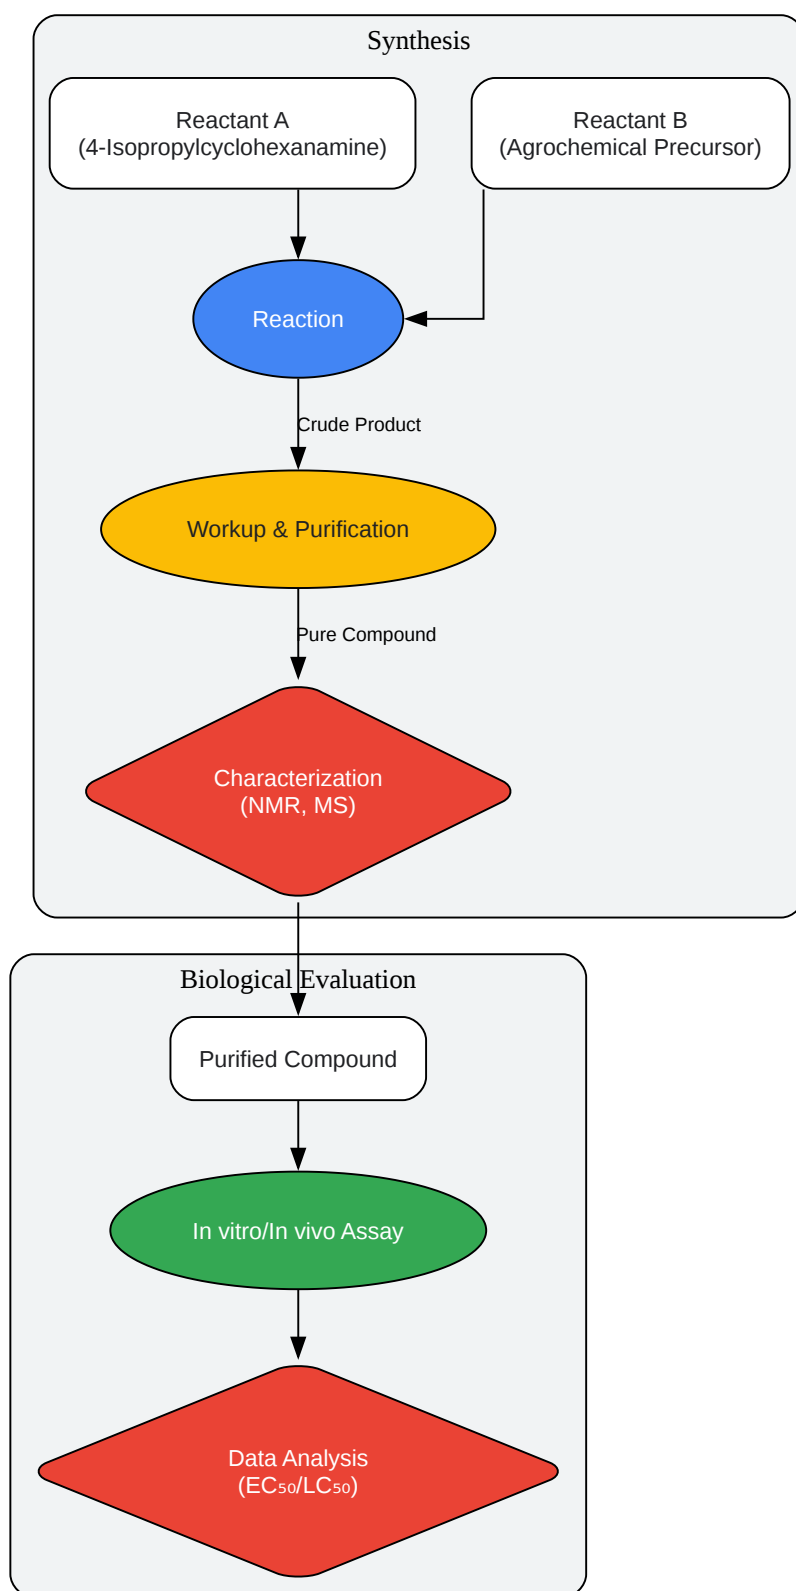 Synthesis
Reactant A
(4-Isopropylcyclohexanamine)
Reactant B
(Agrochemical Precursor)
Reaction
Crude Product
Workup & Purification
Pure Compound
Characterization
(NMR, MS)
Biological Evaluation
Purified Compound
In vitro/In vivo Assay
Data Analysis
(EC₅₀/LC₅₀)